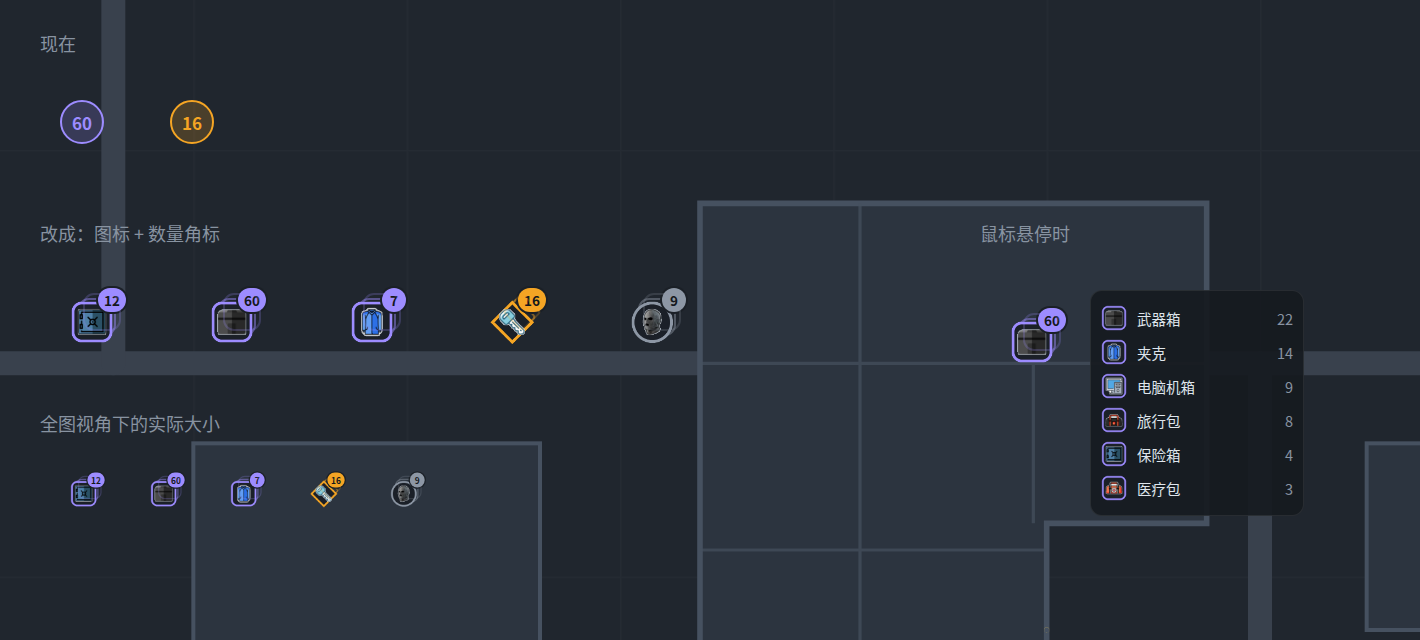 现在
60
16
改成：图标 + 数量角标
鼠标悬停时
12
60
7
16
9
60
武器箱 22
夹克 14
电脑机箱 9
旅行包 8
保险箱 4
医疗包 3
全图视角下的实际大小
12
60
7
16
9